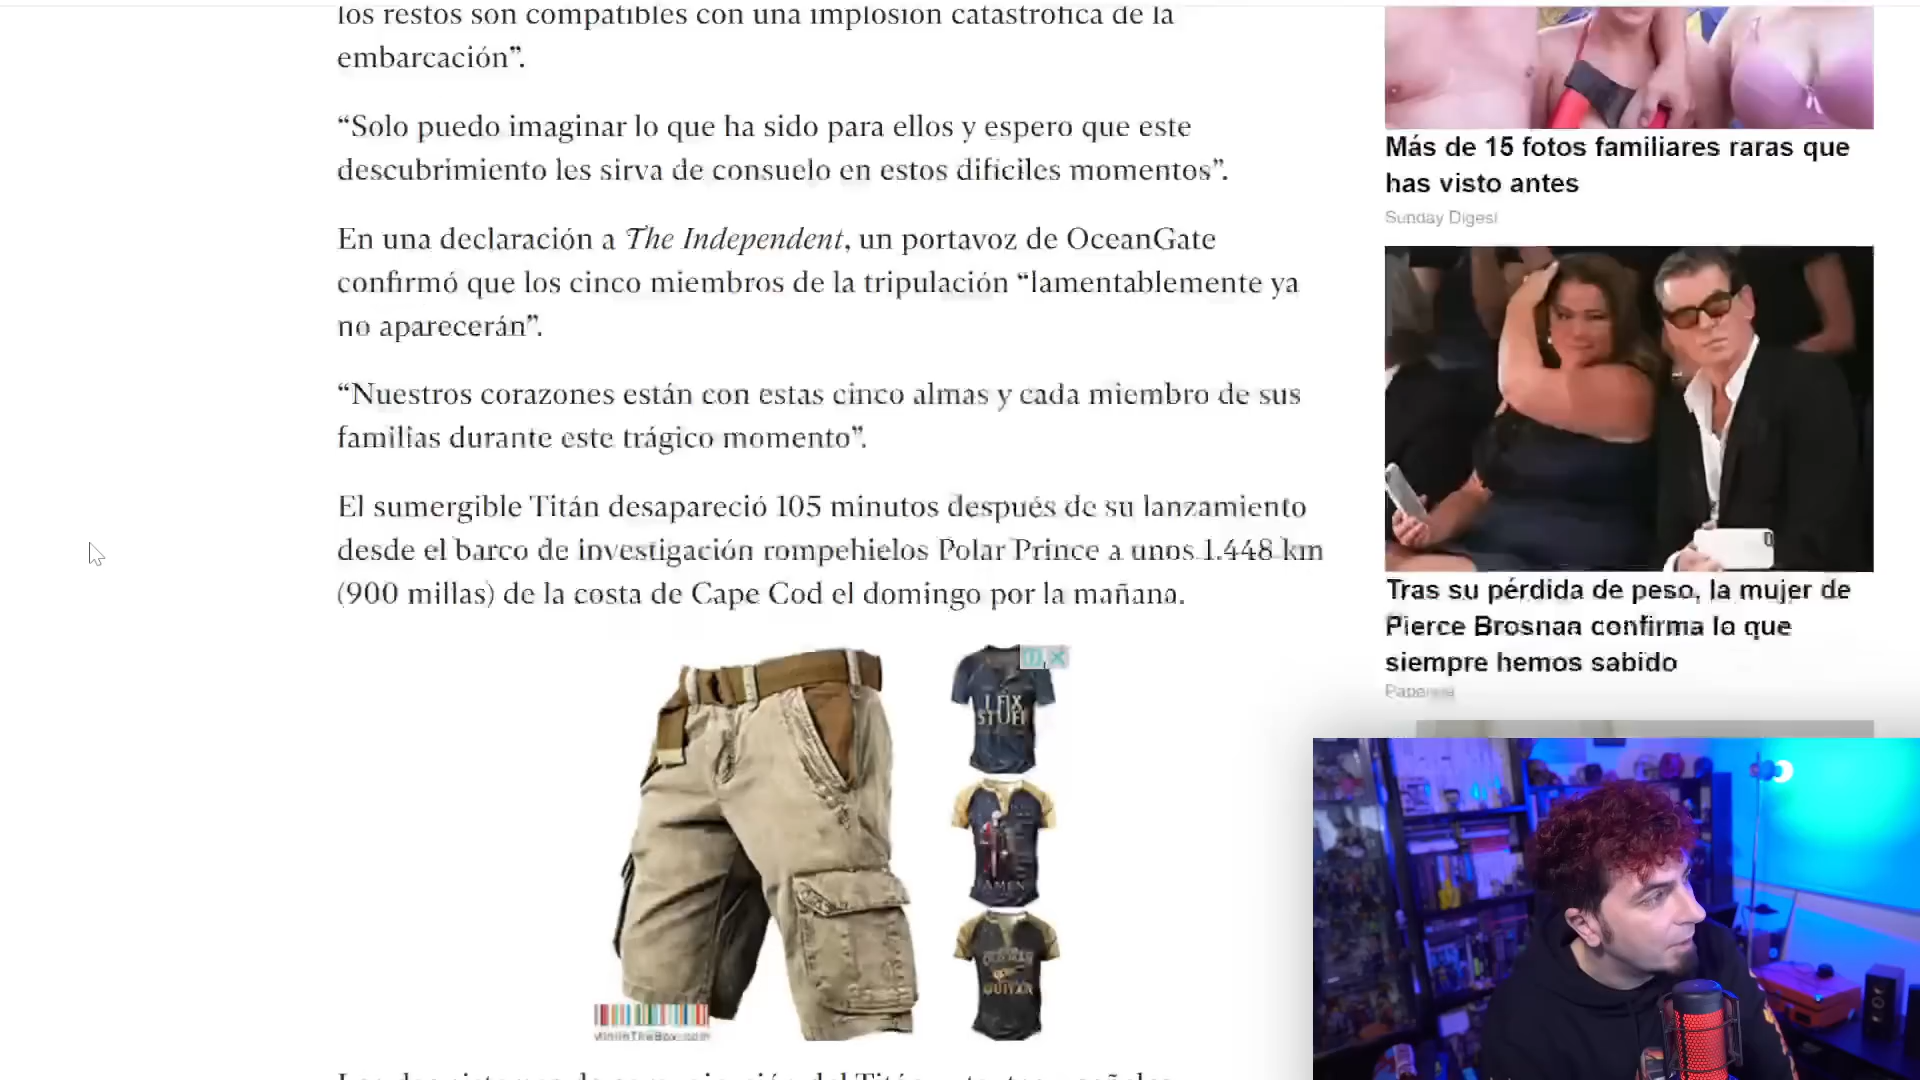 los restos son compatibles con una implosión catastrófica de la
embarcación”.
“Solo puedo imaginar lo que ha sido para ellos y espero que este
descubrimiento les sirva de consuelo en estos difíciles momentos”.
En una declaración a The Independent, un portavoz de OceanGate
confirmó que los cinco miembros de la tripulación “lamentablemente ya
no aparecerán”.
“Nuestros corazones están con estas cinco almas y cada miembro de sus
familias durante este trágico momento”.
El sumergible Titán desapareció 105 minutos después de su lanzamiento
desde el barco de investigación rompehielos Polar Prince a unos 1.448 km
(900 millas) de la costa de Cape Cod el domingo por la mañana.
I FIX
STUFF
AMEN
GUITAR
Más de 15 fotos familiares raras que
has visto antes
Sunday Digest
Tras su pérdida de peso, la mujer de
Pierce Brosnan confirma lo que
siempre hemos sabido